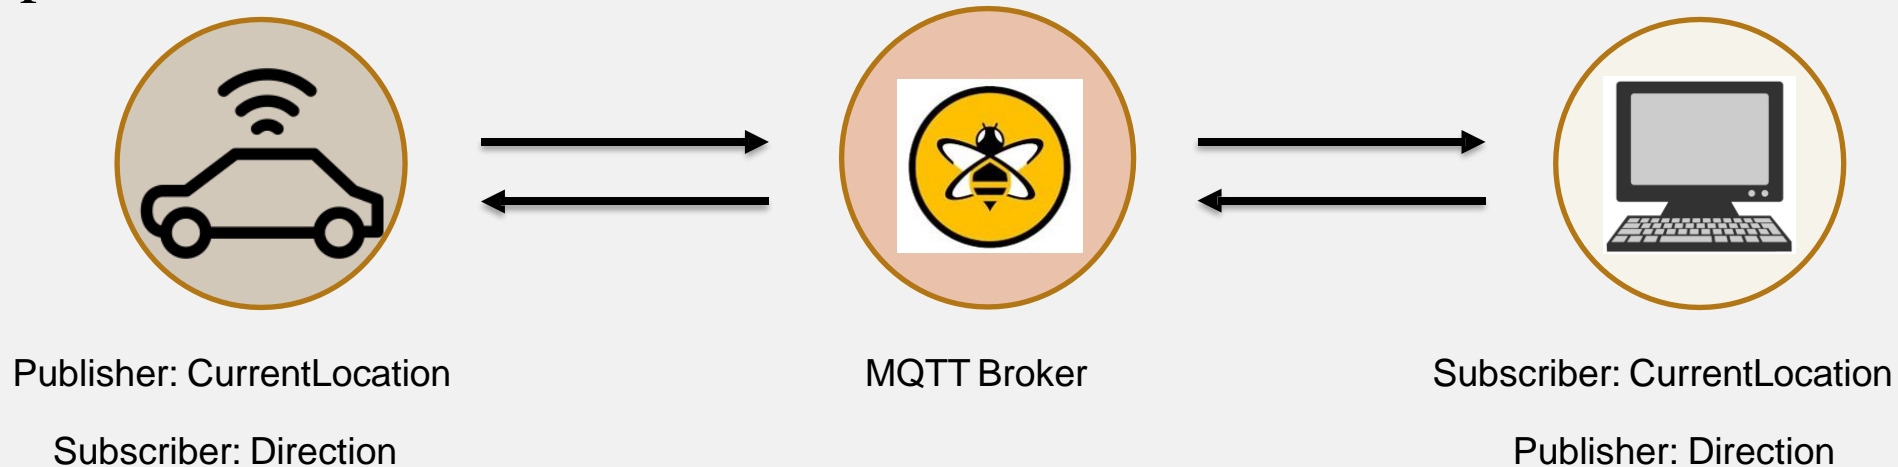 Publisher: CurrentLocation
MQTT Broker
Subscriber: CurrentLocation
Subscriber: Direction
Publisher: Direction